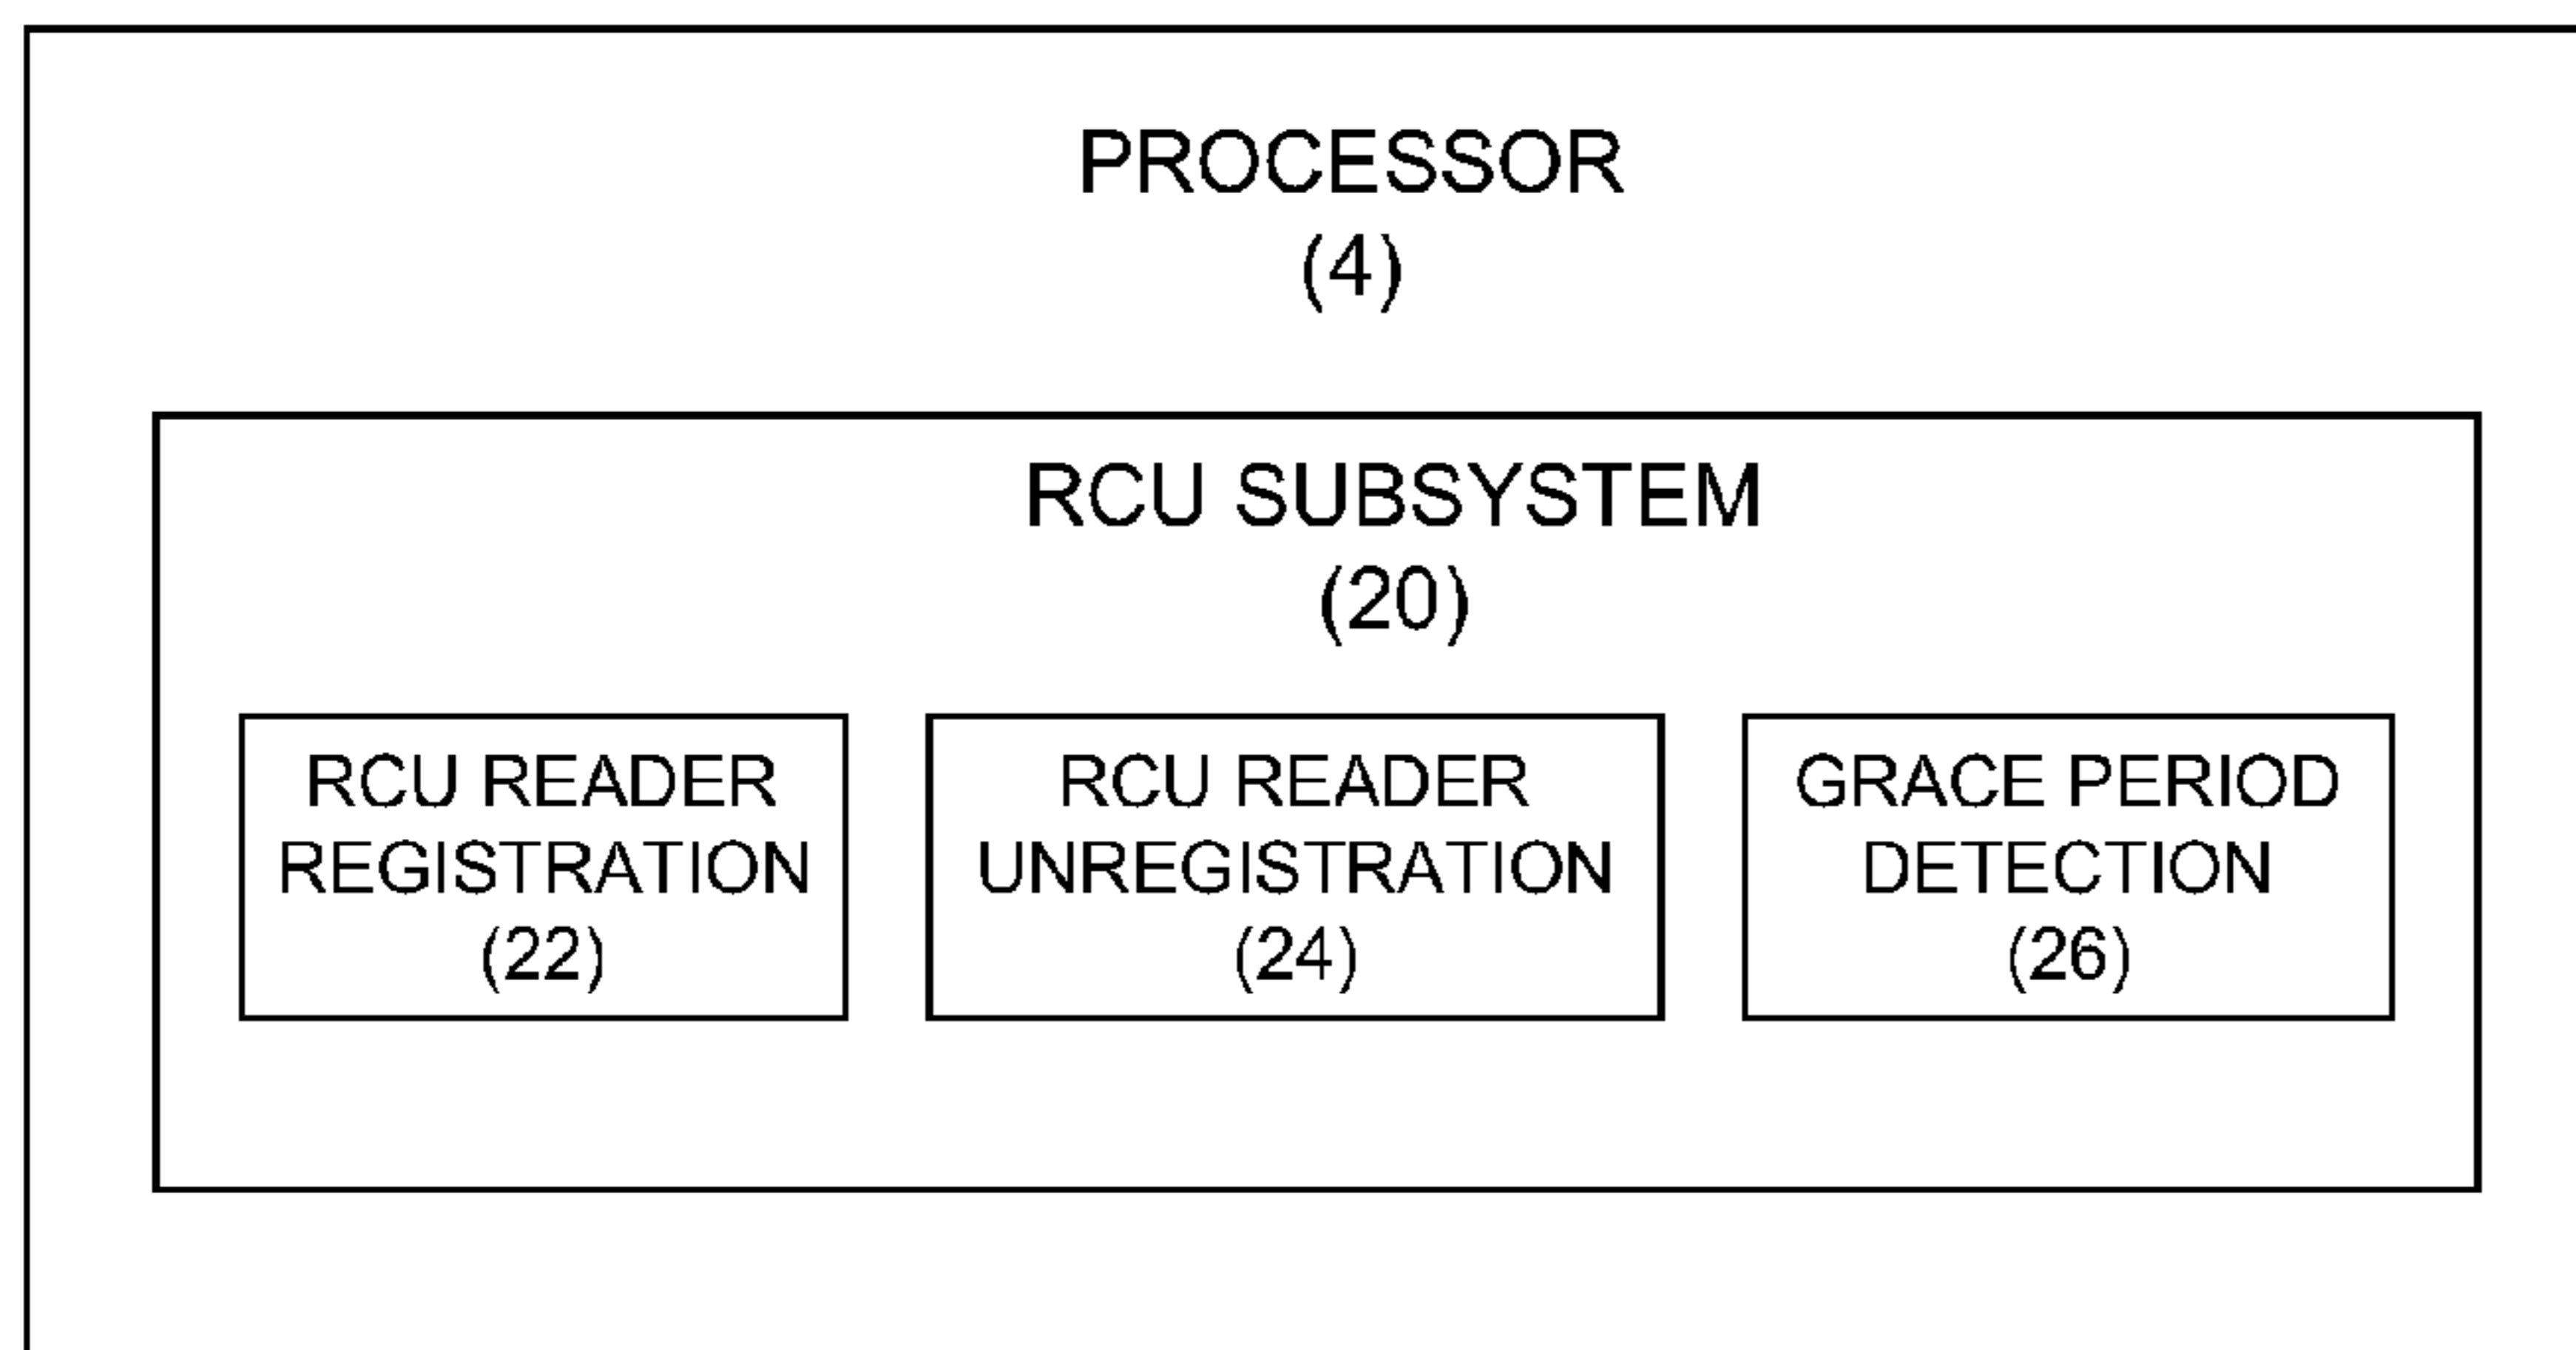 PROCESSOR
(4)
RCU SUBSYSTEM
(20)
RCU READER
REGISTRATION
(22)
RCU READER
UNREGISTRATION
(24)
GRACE PERIOD
DETECTION
(26)